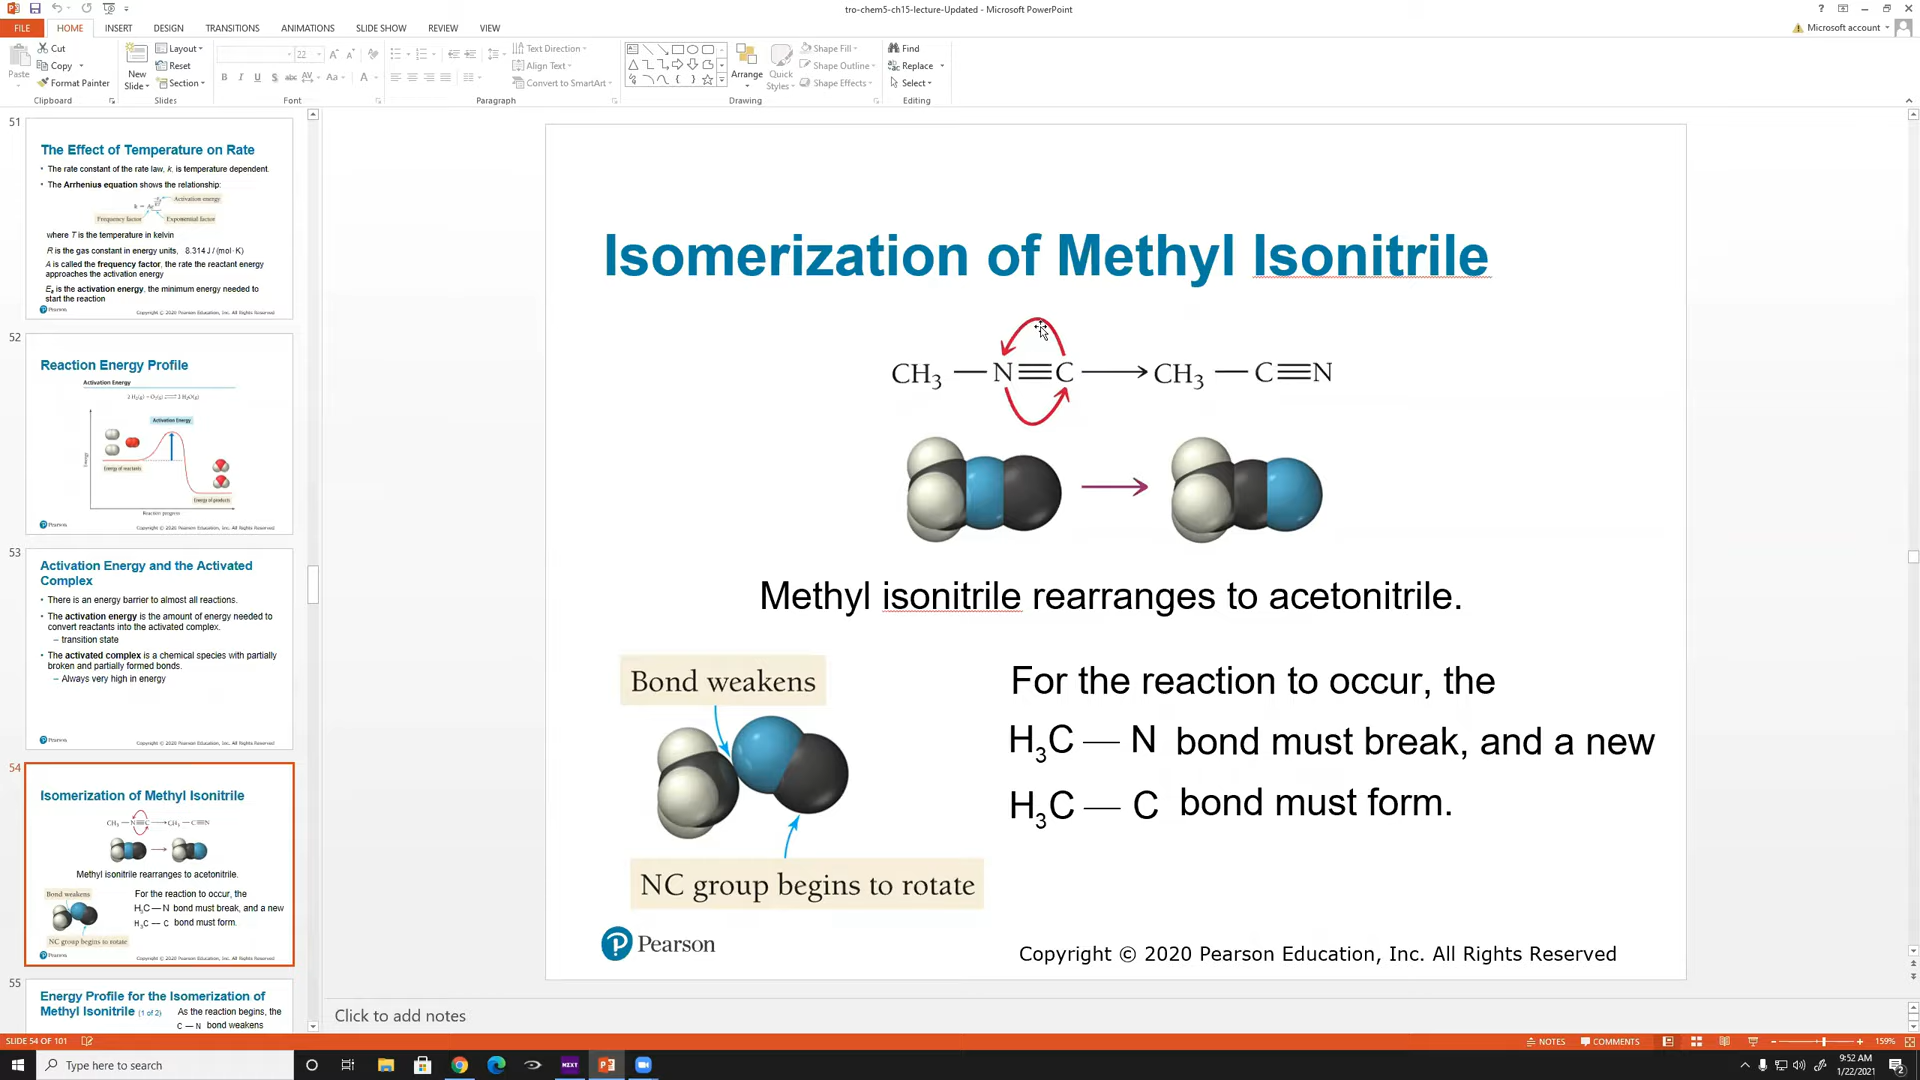 tro-chem5-ch15-lecture-Updated - Microsoft PowerPoint
FILE HOME INSERT DESIGN TRANSITIONS ANIMATIONS SLIDE SHOW REVIEW VIEW
Microsoft account
Paste
Cut
Copy
Format Painter
Clipboard
New Slide
Layout
Reset
Section
Slides
22
Font
Text Direction
Align Text
Convert to SmartArt
Paragraph
Arrange
Quick Styles
Shape Fill
Shape Outline
Shape Effects
Drawing
Find
Replace
Select
Editing
51
The Effect of Temperature on Rate
• The rate constant of the rate law, k, is temperature dependent.
• The Arrhenius equation shows the relationship:
Activation energy
Frequency factor
Exponential factor
where T is the temperature in kelvin
R is the gas constant in energy units, 8.314 J / (mol·K)
A is called the frequency factor, the rate the reactant energy
approaches the activation energy
Ea is the activation energy, the minimum energy needed to
start the reaction
Pearson
Copyright © 2020 Pearson Education, Inc. All Rights Reserved
52
Reaction Energy Profile
Activation Energy
Activation Energy
Energy of reactants
Energy of products
Energy
Reaction progress
Pearson
Copyright © 2020 Pearson Education, Inc. All Rights Reserved
53
Activation Energy and the Activated
Complex
• There is an energy barrier to almost all reactions.
• The activation energy is the amount of energy needed to
convert reactants into the activated complex.
– transition state
• The activated complex is a chemical species with partially
broken and partially formed bonds.
– Always very high in energy
Pearson
Copyright © 2020 Pearson Education, Inc. All Rights Reserved
54
Isomerization of Methyl Isonitrile
CH₃ — N≡C ⟶ CH₃ — C≡N
Methyl isonitrile rearranges to acetonitrile.
Bond weakens
For the reaction to occur, the
H₃C — N bond must break, and a new
H₃C — C bond must form.
NC group begins to rotate
Pearson
Copyright © 2020 Pearson Education, Inc. All Rights Reserved
55
Energy Profile for the Isomerization of
Methyl Isonitrile (1 of 2)
As the reaction begins, the
C — N bond weakens
Isomerization of Methyl Isonitrile
CH₃ — N≡C ⟶ CH₃ — C≡N
Methyl isonitrile rearranges to acetonitrile.
Bond weakens
For the reaction to occur, the
H₃C — N bond must break, and a new
H₃C — C bond must form.
NC group begins to rotate
Pearson
Copyright © 2020 Pearson Education, Inc. All Rights Reserved
Click to add notes
SLIDE 54 OF 101
NOTES
COMMENTS
159%
Type here to search
9:52 AM
1/22/2021